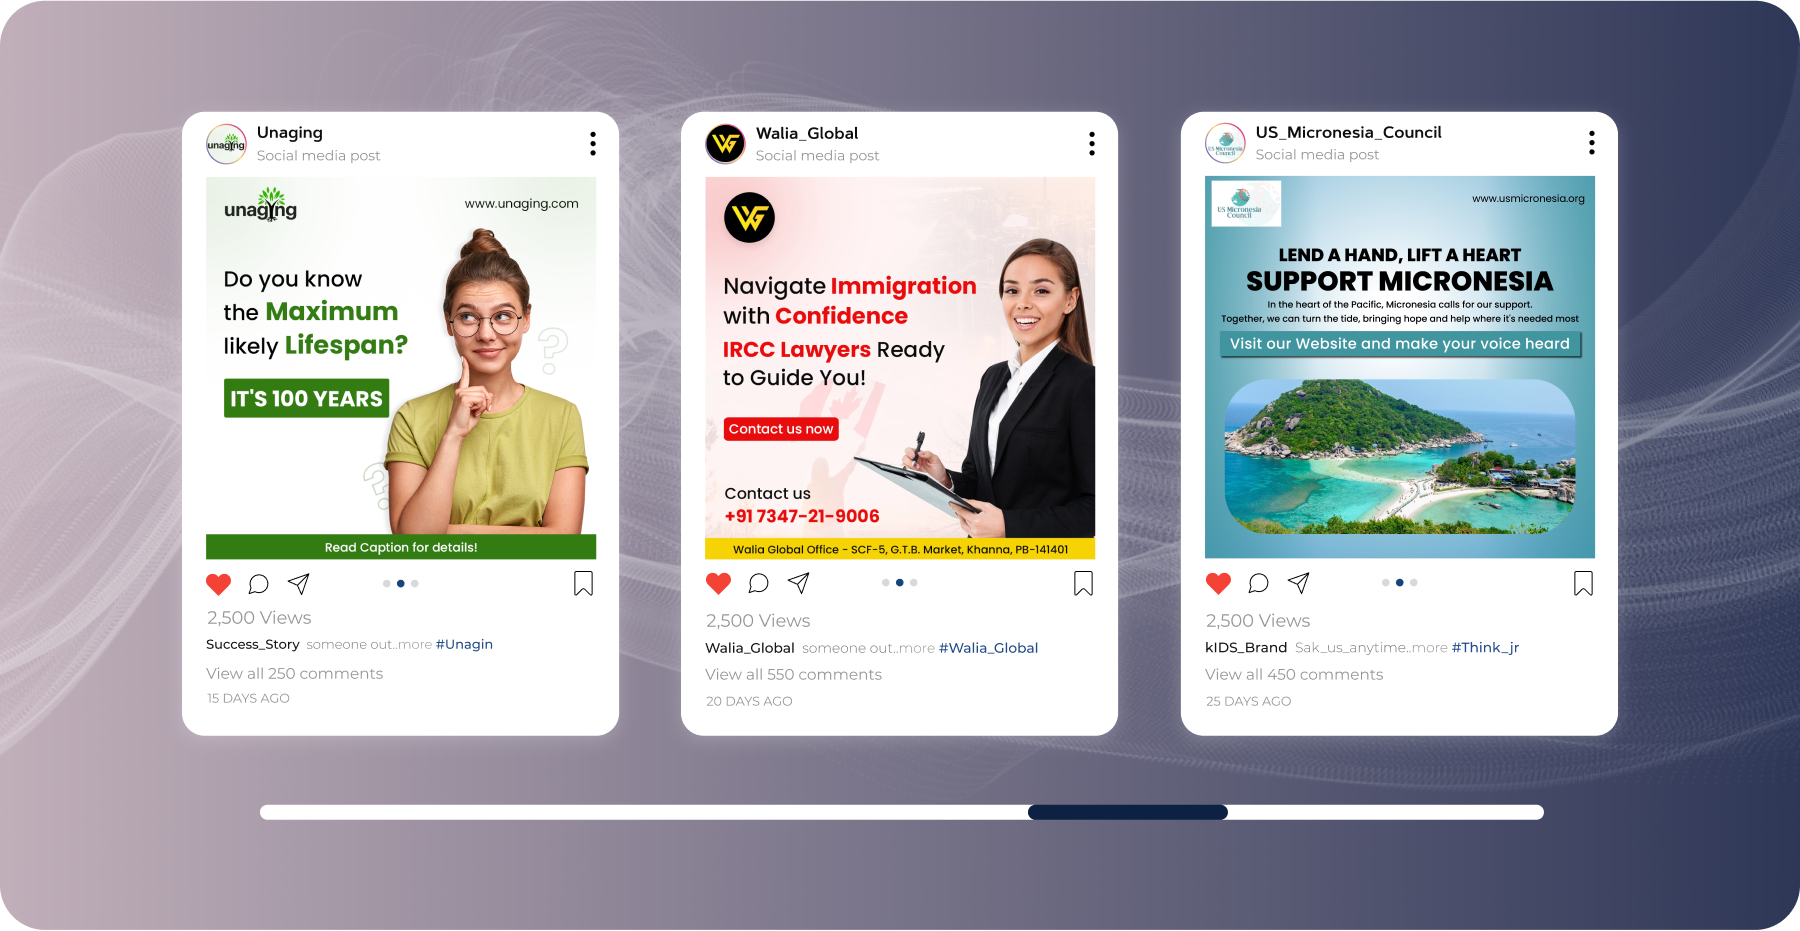 Unaging
Social media post
unaging
unaging
www.unaging.com
Do you know
the Maximum
likely Lifespan?
IT'S 100 YEARS
Read Caption for details!
2,500 Views
Success_Story someone out..more #Unagin
View all 250 comments
15 DAYS AGO
Walia_Global
Social media post
WG
WG
Navigate Immigration
with Confidence
IRCC Lawyers Ready
to Guide You!
Contact us now
Contact us
+91 7347-21-9006
Walia Global Office - SCF-5, G.T.B. Market, Khanna, PB-141401
2,500 Views
Walia_Global someone out..more #Walia_Global
View all 550 comments
20 DAYS AGO
US_Micronesia_Council
Social media post
US Micronesia
Council
US Micronesia
Council
www.usmicronesia.org
LEND A HAND, LIFT A HEART
SUPPORT MICRONESIA
In the heart of the Pacific, Micronesia calls for our support.
Together, we can turn the tide, bringing hope and help where it's needed most
Visit our Website and make your voice heard
2,500 Views
kIDS_Brand Sak_us_anytime..more #Think_jr
View all 450 comments
25 DAYS AGO